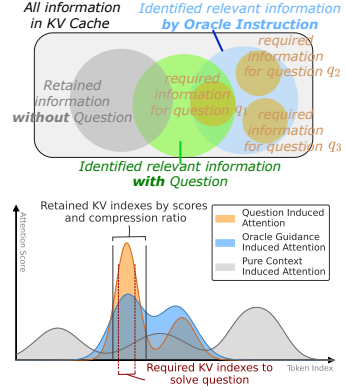 All information
in KV Cache
Identified relevant information
by Oracle Instruction
required
information
for question q2
Retained
information
without Question
required
information
for question q1
required
information
for question q3
Identified relevant information
with Question
Retained KV indexes by scores
and compression ratio
Question Induced
Attention
Oracle Guidance
Induced Attention
Pure Context
Induced Attention
Attention Score
Token Index
Required KV indexes to
solve question